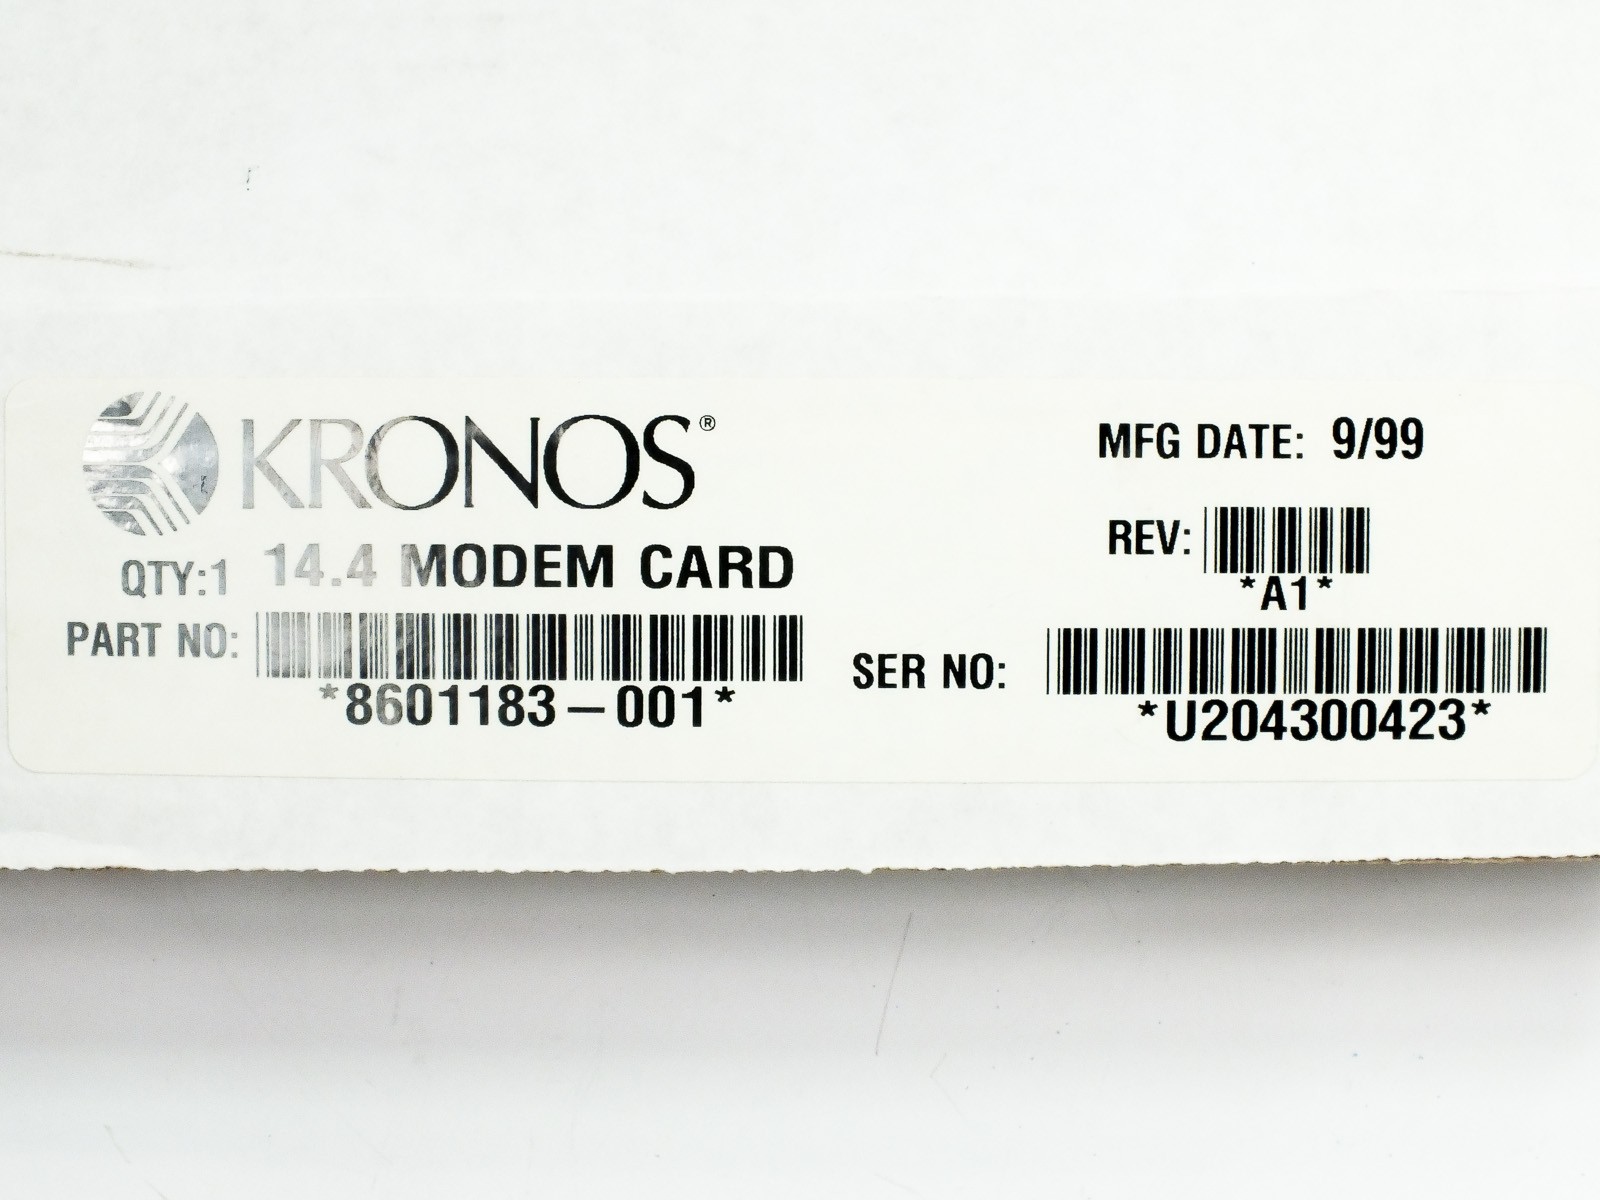 KRONOS®
QTY:1 14.4 MODEM CARD
PART NO:
*8601183-001*
MFG DATE: 9/99
REV:
*A1*
SER NO:
*U204300423*